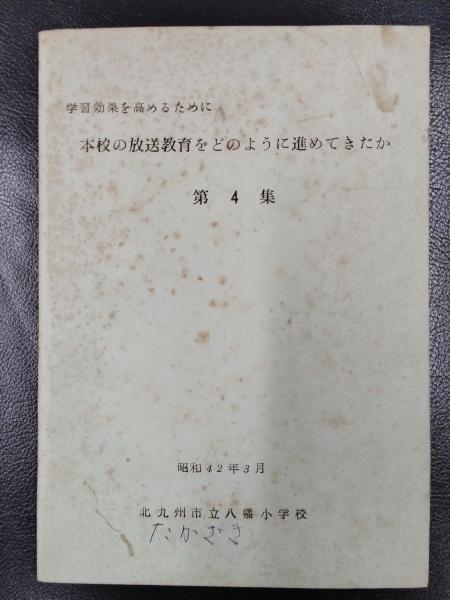 学習効果を高めるために
本校の放送教育をどのように進めてきたか
第 4 集
昭和42年3月
北九州市立八幡小学校
たかざき